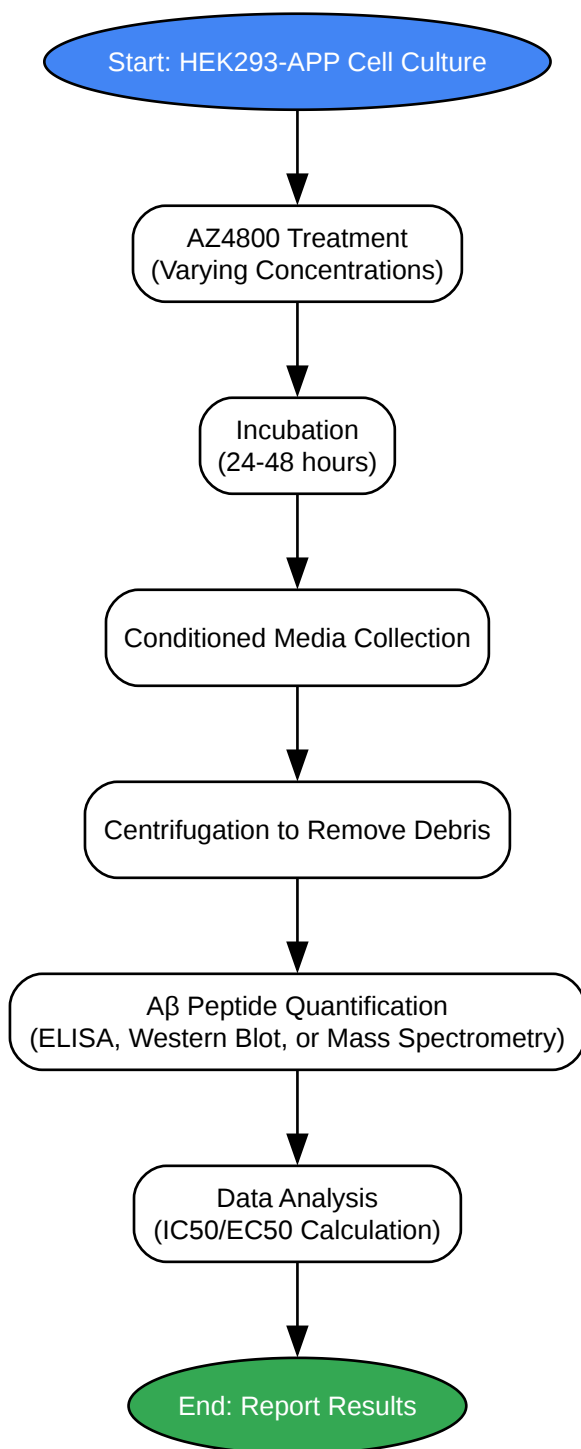 Start: HEK293-APP Cell Culture
AZ4800 Treatment
(Varying Concentrations)
Incubation
(24-48 hours)
Conditioned Media Collection
Centrifugation to Remove Debris
Aβ Peptide Quantification
(ELISA, Western Blot, or Mass Spectrometry)
Data Analysis
(IC50/EC50 Calculation)
End: Report Results